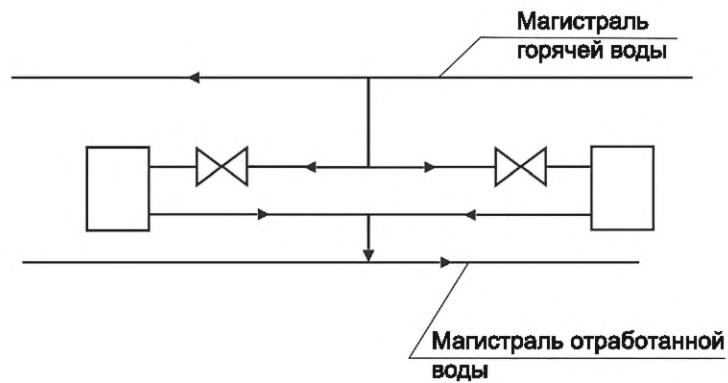 Магистраль
горячей воды
Магистраль отработанной
воды